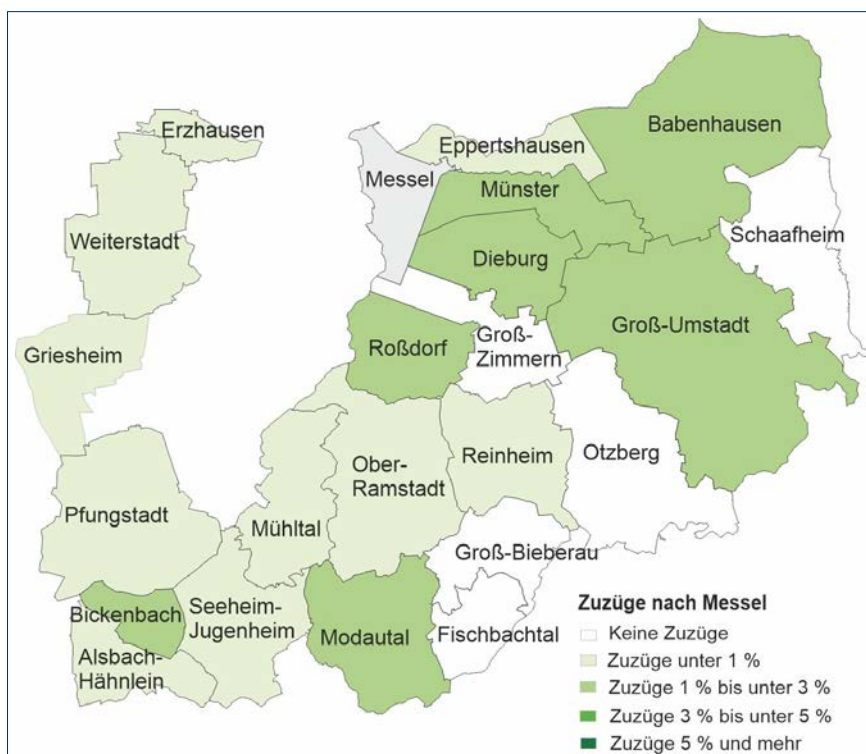 Erzhausen
Babenhausen
Eppertshausen
Messel
Münster
Schaafheim
Weiterstadt
Dieburg
Groß-Umstadt
Griesheim
Roßdorf
Groß-
Zimmern
Reinheim
Otzberg
Ober-
Ramstadt
Pfungstadt
Mühltal
Groß-Bieberau
Bickenbach
Seeheim-
Jugenheim
Modautal
Fischbachtal
Alsbach-
Hähnlein
Zuzüge nach Messel
Keine Zuzüge
Zuzüge unter 1 %
Zuzüge 1 % bis unter 3 %
Zuzüge 3 % bis unter 5 %
Zuzüge 5 % und mehr